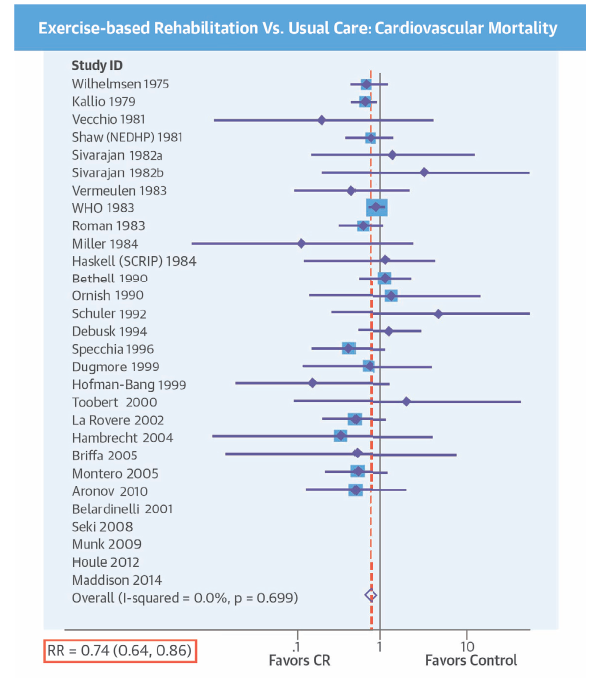 Exercise-based Rehabilitation Vs. Usual Care: Cardiovascular Mortality
Study ID
Wilhelmsen 1975
Kallio 1979
Vecchio 1981
Shaw (NEDHP) 1981
Sivarajan 1982a
Sivarajan 1982b
Vermeulen 1983
WHO 1983
Roman 1983
Miller 1984
Haskell (SCRIP) 1984
Bethell 1990
Ornish 1990
Schuler 1992
Debusk 1994
Specchia 1996
Dugmore 1999
Hofman-Bang 1999
Toobert 2000
La Rovere 2002
Hambrecht 2004
Briffa 2005
Montero 2005
Aronov 2010
Belardinelli 2001
Seki 2008
Munk 2009
Houle 2012
Maddison 2014
Overall (I-squared = 0.0%, p = 0.699)
.1 1 10
RR = 0.74 (0.64, 0.86)
Favors CR Favors Control